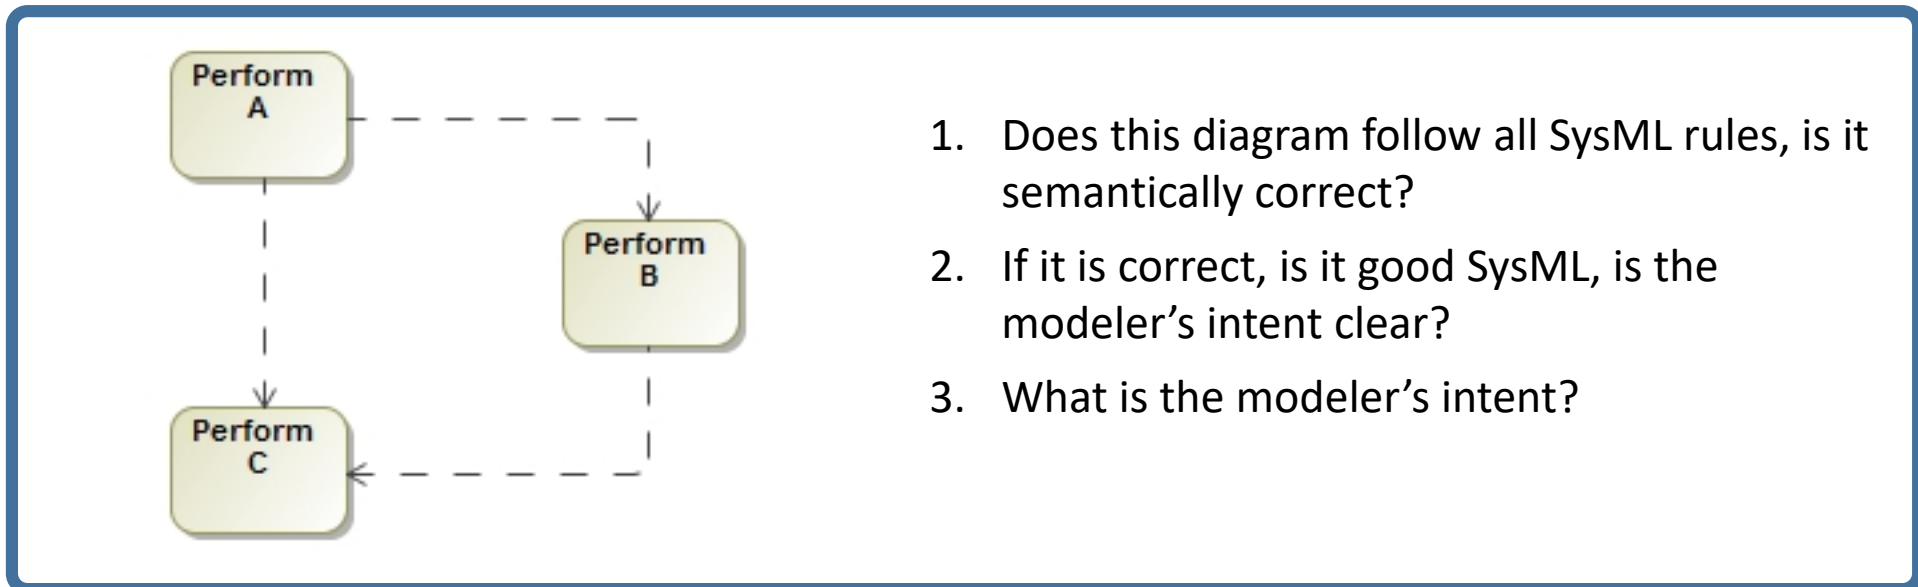 Perform
A
Perform
B
Perform
C
1. Does this diagram follow all SysML rules, is it
semantically correct?
2. If it is correct, is it good SysML, is the
modeler’s intent clear?
3. What is the modeler’s intent?